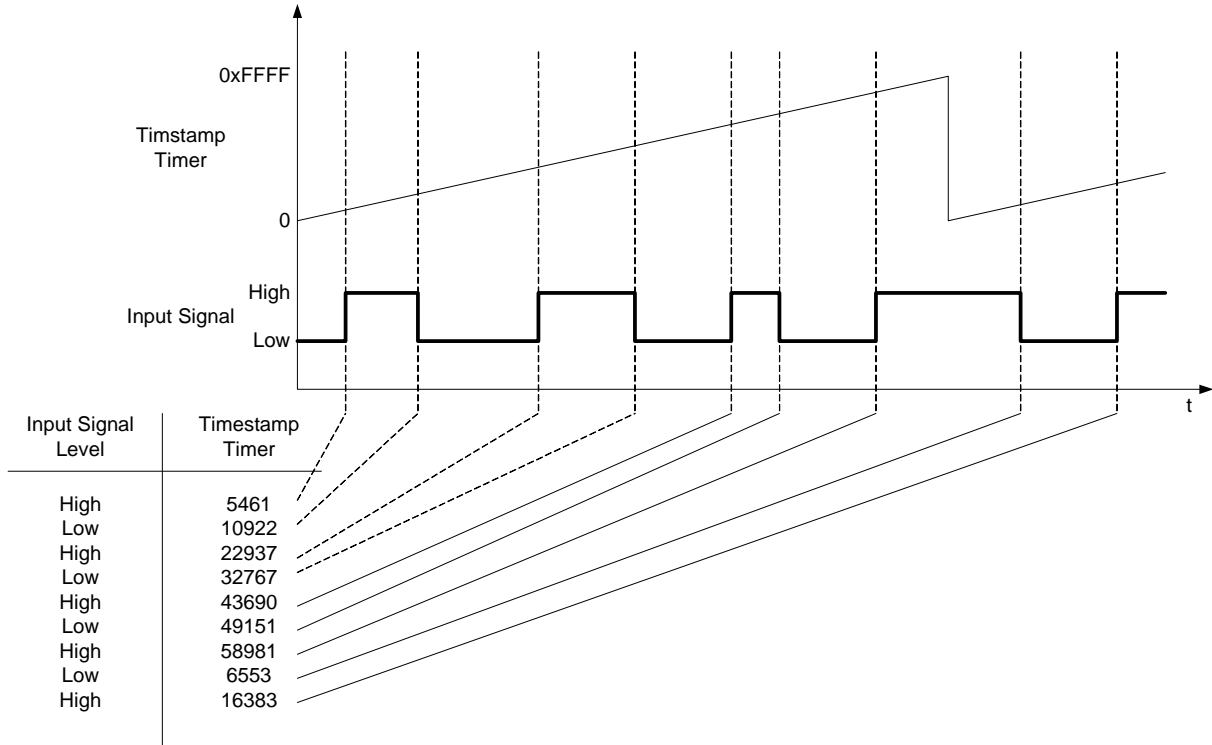 0xFFFF
Timstamp
Timer
0
High
Input Signal
Low
t
Input Signal
Level
Timestamp
Timer
High 5461
Low 10922
High 22937
Low 32767
High 43690
Low 49151
High 58981
Low 6553
High 16383